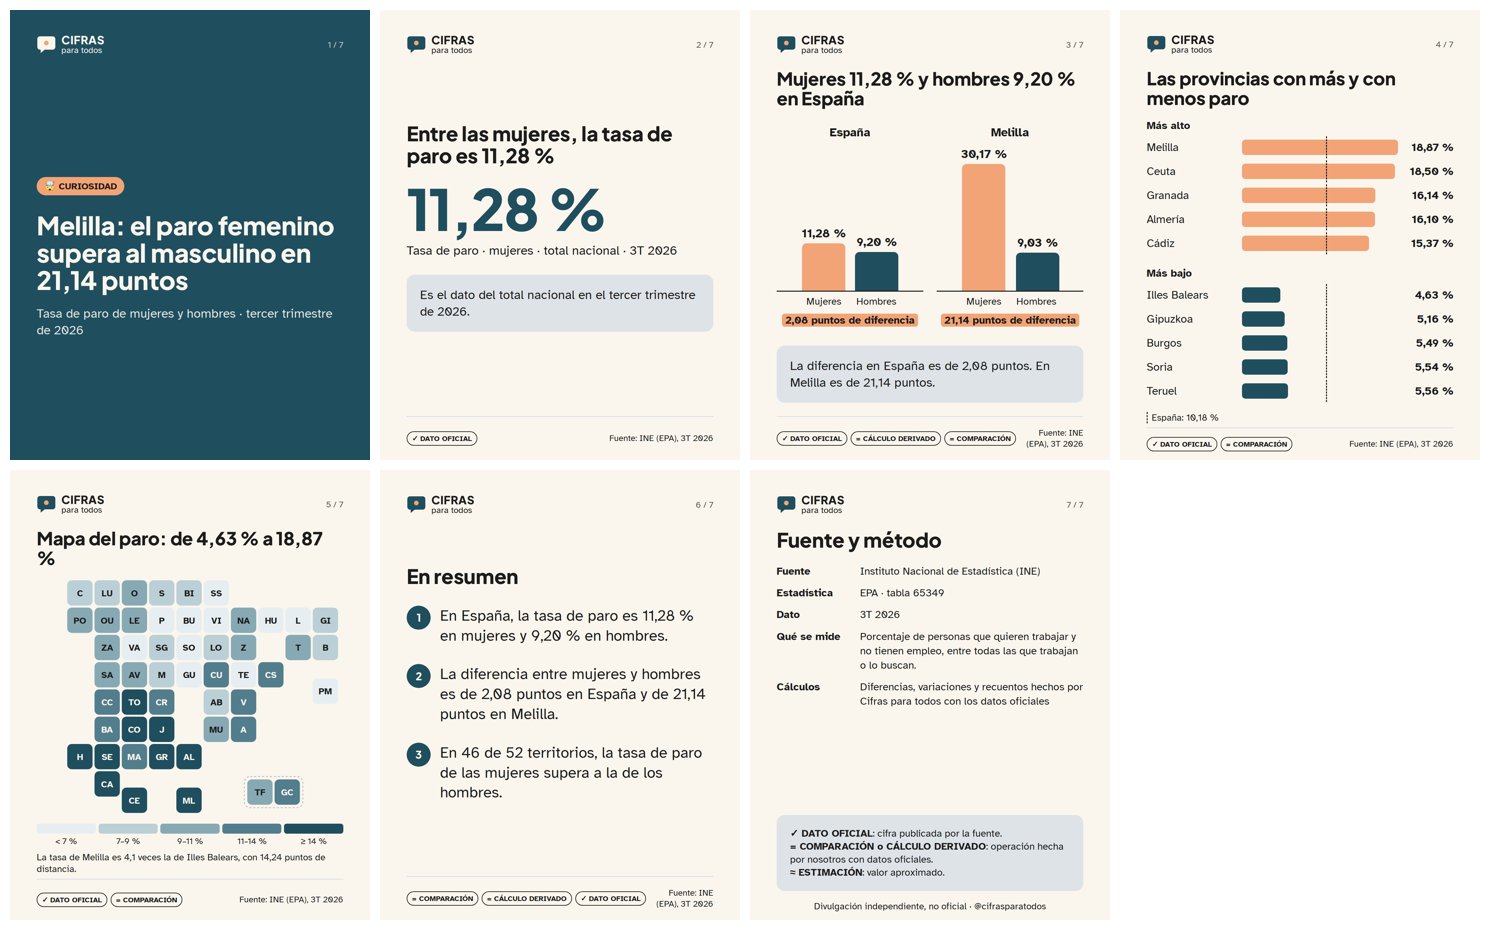 CIFRAS
para todos
1 / 7
🤯 CURIOSIDAD
Melilla: el paro femenino
supera al masculino en
21,14 puntos
Tasa de paro de mujeres y hombres · tercer trimestre
de 2026
CIFRAS
para todos
2 / 7
Entre las mujeres, la tasa de
paro es 11,28 %
11,28 %
Tasa de paro · mujeres · total nacional · 3T 2026
Es el dato del total nacional en el tercer trimestre
de 2026.
✓ DATO OFICIAL
Fuente: INE (EPA), 3T 2026
CIFRAS
para todos
3 / 7
Mujeres 11,28 % y hombres 9,20 %
en España
España
Melilla
11,28 %
9,20 %
30,17 %
9,03 %
Mujeres
Hombres
Mujeres
Hombres
2,08 puntos de diferencia
21,14 puntos de diferencia
La diferencia en España es de 2,08 puntos. En
Melilla es de 21,14 puntos.
✓ DATO OFICIAL
= CÁLCULO DERIVADO
= COMPARACIÓN
Fuente: INE
(EPA), 3T 2026
CIFRAS
para todos
4 / 7
Las provincias con más y con
menos paro
Más alto
Melilla 18,87 %
Ceuta 18,50 %
Granada 16,14 %
Almería 16,10 %
Cádiz 15,37 %
Más bajo
Illes Balears 4,63 %
Gipuzkoa 5,16 %
Burgos 5,49 %
Soria 5,54 %
Teruel 5,56 %
España: 10,18 %
✓ DATO OFICIAL
= COMPARACIÓN
Fuente: INE (EPA), 3T 2026
CIFRAS
para todos
5 / 7
Mapa del paro: de 4,63 % a 18,87
%
C LU O S BI SS
PO OU LE P BU VI NA HU L GI
ZA VA SG SO LO Z T B
SA AV M GU CU TE CS
PM
CC TO CR AB V
BA CO J MU A
H SE MA GR AL
CA
CE ML
TF GC
< 7 % 7–9 % 9–11 % 11–14 % ≥ 14 %
La tasa de Melilla es 4,1 veces la de Illes Balears, con 14,24 puntos de
distancia.
✓ DATO OFICIAL
= COMPARACIÓN
Fuente: INE (EPA), 3T 2026
CIFRAS
para todos
6 / 7
En resumen
1 En España, la tasa de paro es 11,28 %
en mujeres y 9,20 % en hombres.
2 La diferencia entre mujeres y hombres
es de 2,08 puntos en España y de 21,14
puntos en Melilla.
3 En 46 de 52 territorios, la tasa de paro
de las mujeres supera a la de los
hombres.
= COMPARACIÓN
= CÁLCULO DERIVADO
✓ DATO OFICIAL
Fuente: INE
(EPA), 3T 2026
CIFRAS
para todos
7 / 7
Fuente y método
Fuente Instituto Nacional de Estadística (INE)
Estadística EPA · tabla 65349
Dato 3T 2026
Qué se mide Porcentaje de personas que quieren trabajar y
no tienen empleo, entre todas las que trabajan
o lo buscan.
Cálculos Diferencias, variaciones y recuentos hechos por
Cifras para todos con los datos oficiales
✓ DATO OFICIAL: cifra publicada por la fuente.
= COMPARACIÓN o CÁLCULO DERIVADO: operación hecha
por nosotros con datos oficiales.
≈ ESTIMACIÓN: valor aproximado.
Divulgación independiente, no oficial · @cifrasparatodos